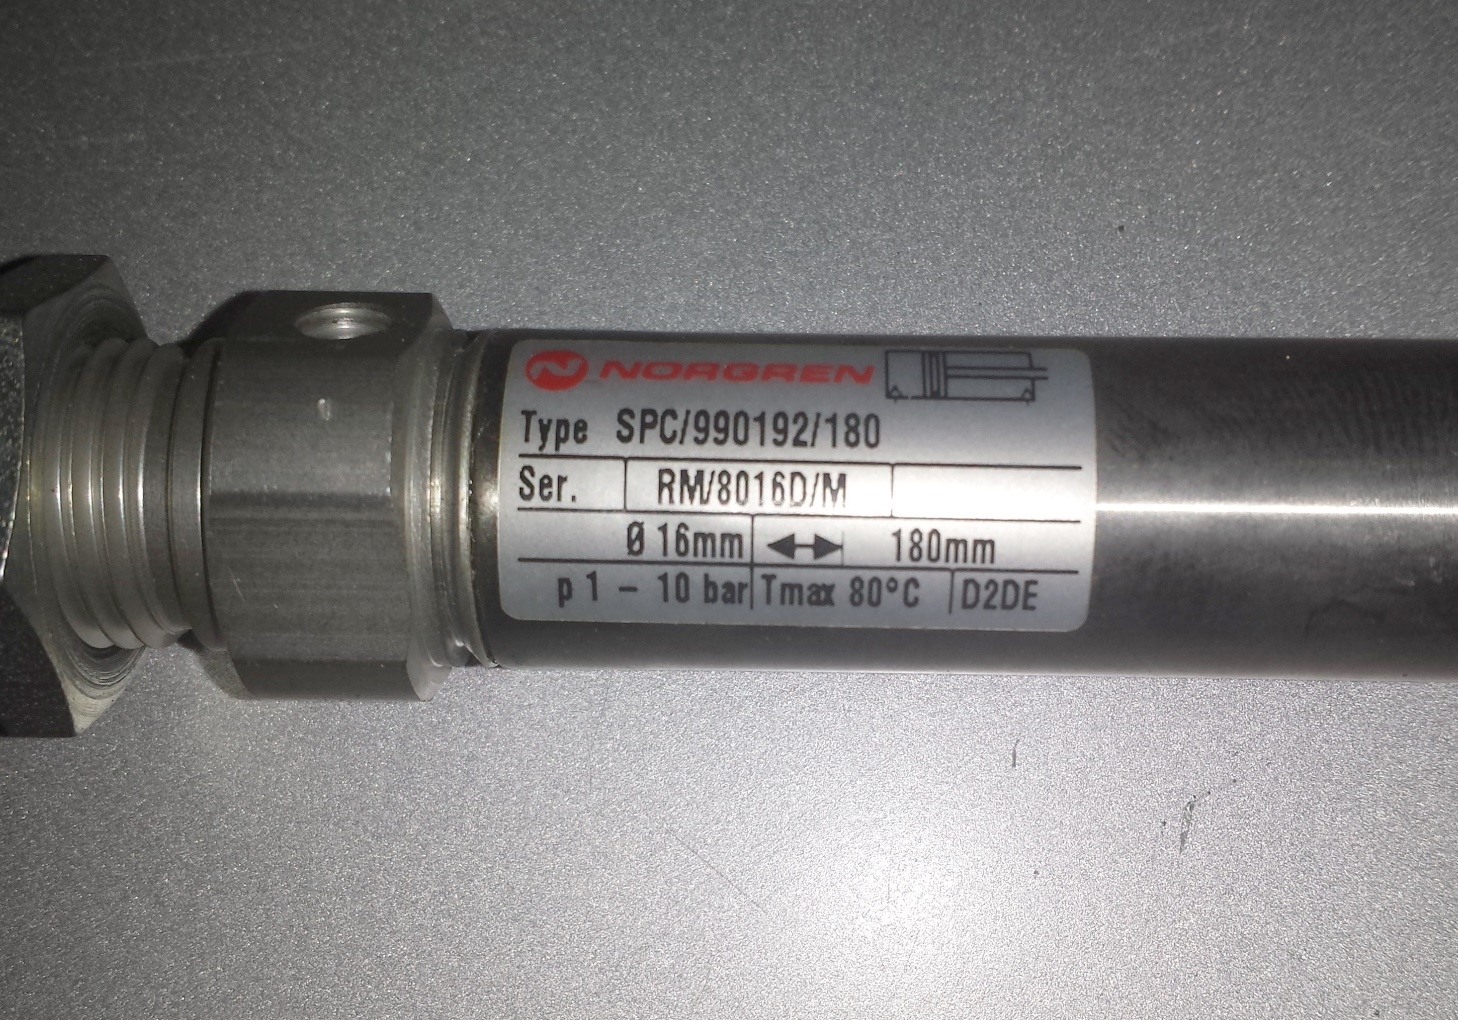 NORGREN
Type SPC/990192/180
Ser. RM/8016D/M
Ø 16mm 180mm
p 1 – 10 bar Tmax 80°C D2DE